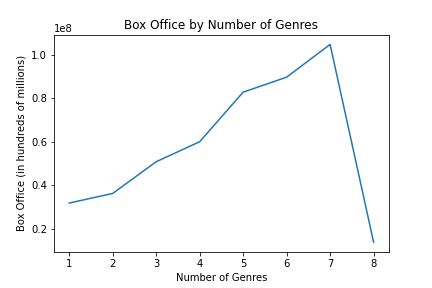 Box Office by Number of Genres
1e8
Box Office (in hundreds of millions)
1.0
0.8
0.6
0.4
0.2
1 2 3 4 5 6 7 8
Number of Genres